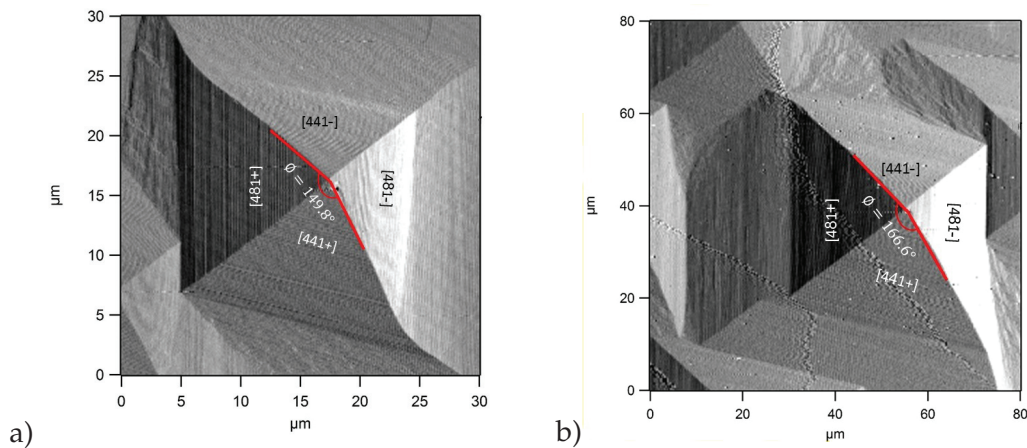 30
25
20
15
10
5
0
0 5 10 15 20 25 30
µm
µm
[441-]
[481+]
[481-]
Ø = 149.8°
[441+]
a)
80
60
40
20
0
0 20 40 60 80
µm
µm
[441-]
[481+]
[481-]
Ø = 166.6°
[441+]
b)